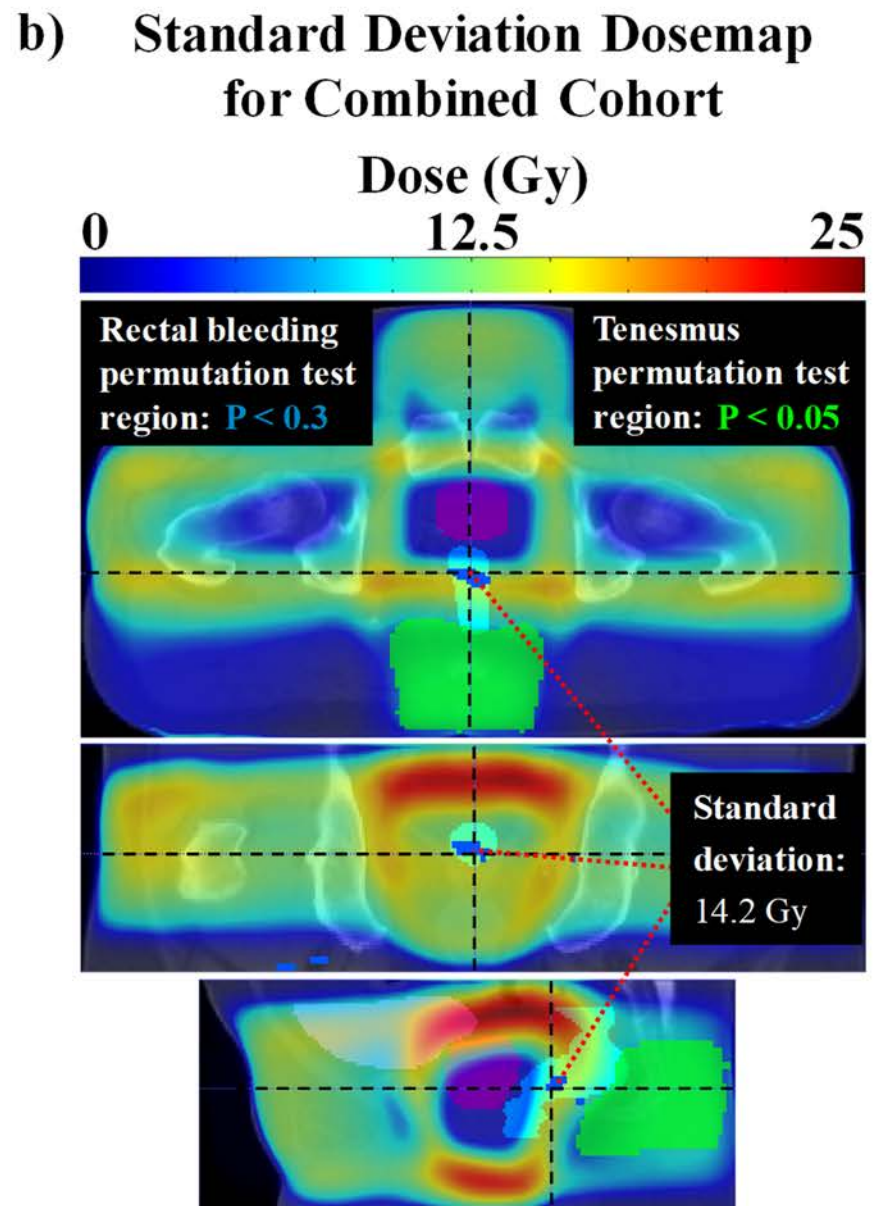 b) Standard Deviation Dosemap
for Combined Cohort
Dose (Gy)
0 12.5 25
Rectal bleeding
permutation test
region: P < 0.3
Tenesmus
permutation test
region: P < 0.05
Standard
deviation:
14.2 Gy